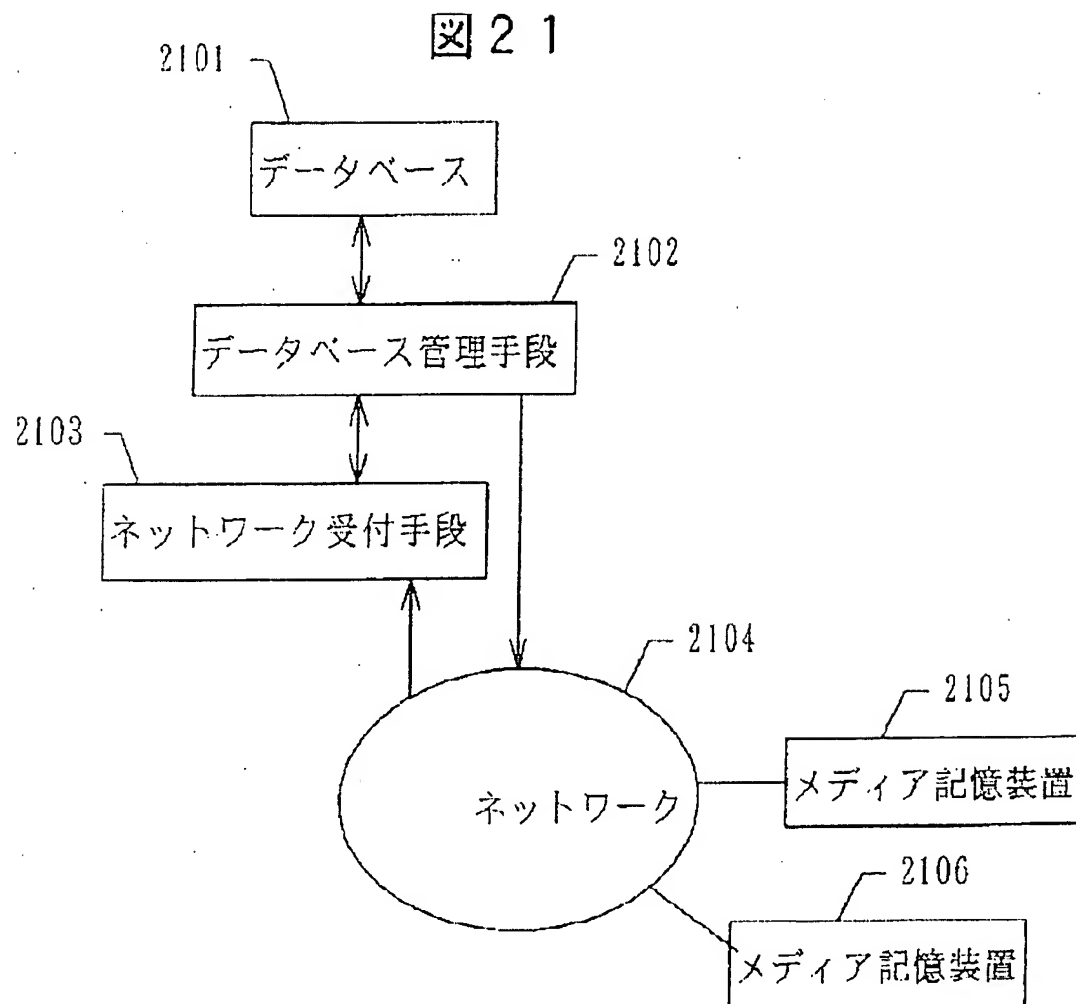 図21
2101
データベース
2102
データベース管理手段
2103
ネットワーク受付手段
2104
ネットワーク
2105
メディア記憶装置
2106
メディア記憶装置